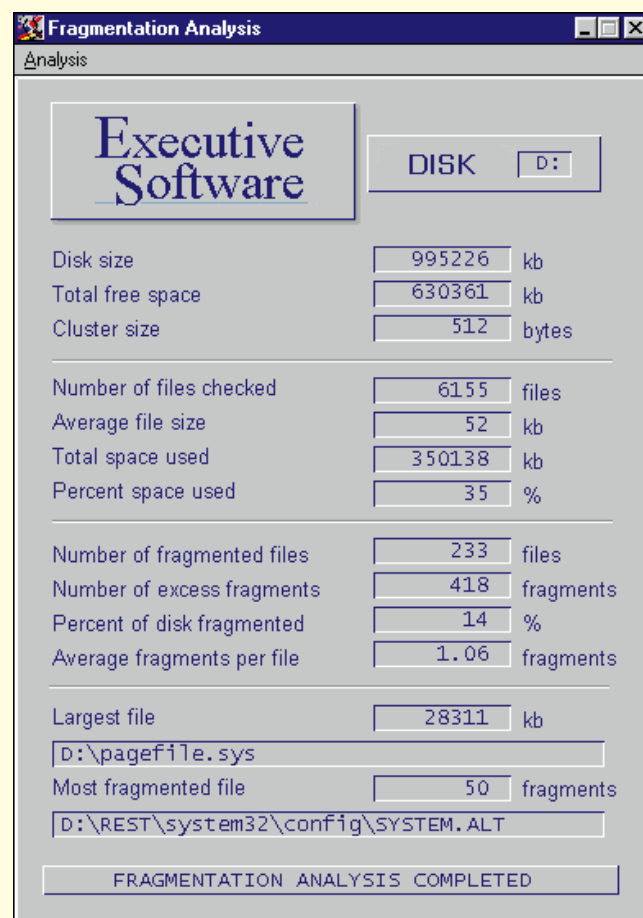 Fragmentation Analysis
Analysis
Executive
Software
DISK D:
Disk size 995226 kb
Total free space 630361 kb
Cluster size 512 bytes
Number of files checked 6155 files
Average file size 52 kb
Total space used 350138 kb
Percent space used 35 %
Number of fragmented files 233 files
Number of excess fragments 418 fragments
Percent of disk fragmented 14 %
Average fragments per file 1.06 fragments
Largest file 28311 kb
D:\pagefile.sys
Most fragmented file 50 fragments
D:\REST\system32\config\SYSTEM.ALT
FRAGMENTATION ANALYSIS COMPLETED